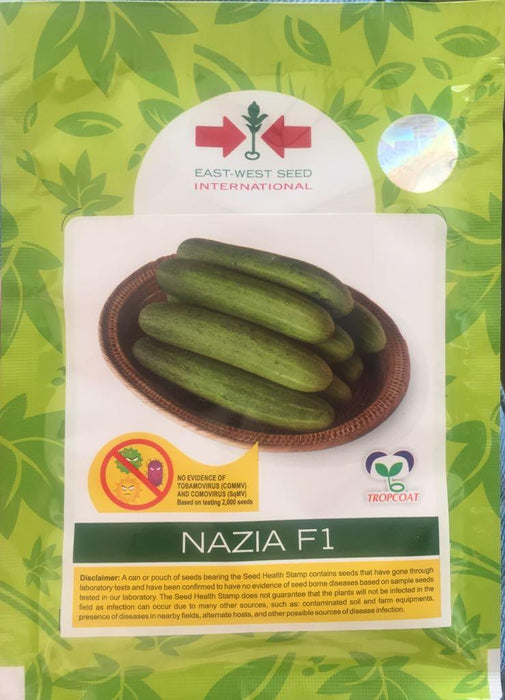 EAST-WEST SEED
INTERNATIONAL
NO EVIDENCE OF
TOBAMOVIRUS (CGMMV)
AND COMOVIRUS (SqMV)
Based on testing 2,000 seeds
TROPCOAT
NAZIA F1
Disclaimer: A can or pouch of seeds bearing the Seed Health Stamp contains seeds that have gone through
laboratory tests and have been confirmed to have no evidence of seed borne diseases based on sample seeds
tested in our laboratory. The Seed Health Stamp does not guarantee that the plants will not be infected in the
field as infection can occur due to many other sources, such as: contaminated soil and farm equipments,
presence of diseases in nearby fields, alternate hosts, and other possible sources of disease infection.